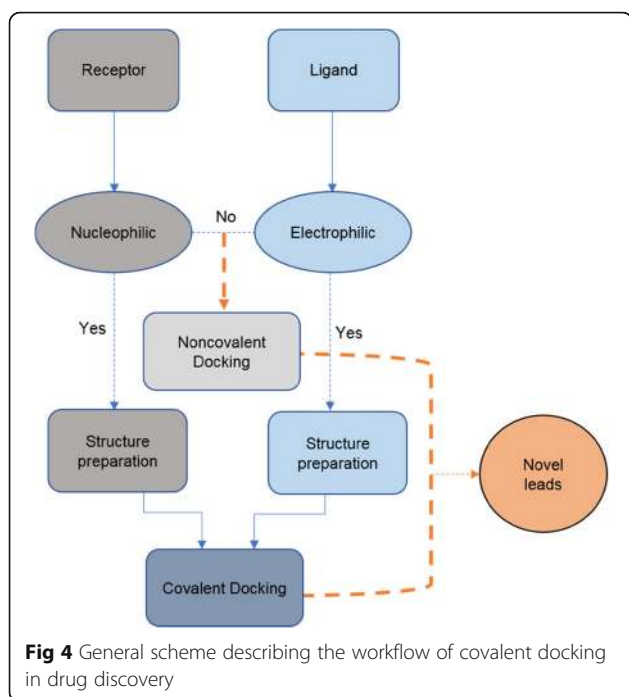 Receptor
Ligand
Nucleophilic
No
Electrophilic
Yes
Noncovalent
Docking
Yes
Structure
preparation
Structure
preparation
Novel
leads
Covalent Docking
Fig 4 General scheme describing the workflow of covalent docking
in drug discovery